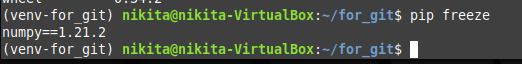 (venv-for_git) nikita@nikita-VirtualBox:~/for_git$ pip freeze
numpy==1.21.2
(venv-for_git) nikita@nikita-VirtualBox:~/for_git$